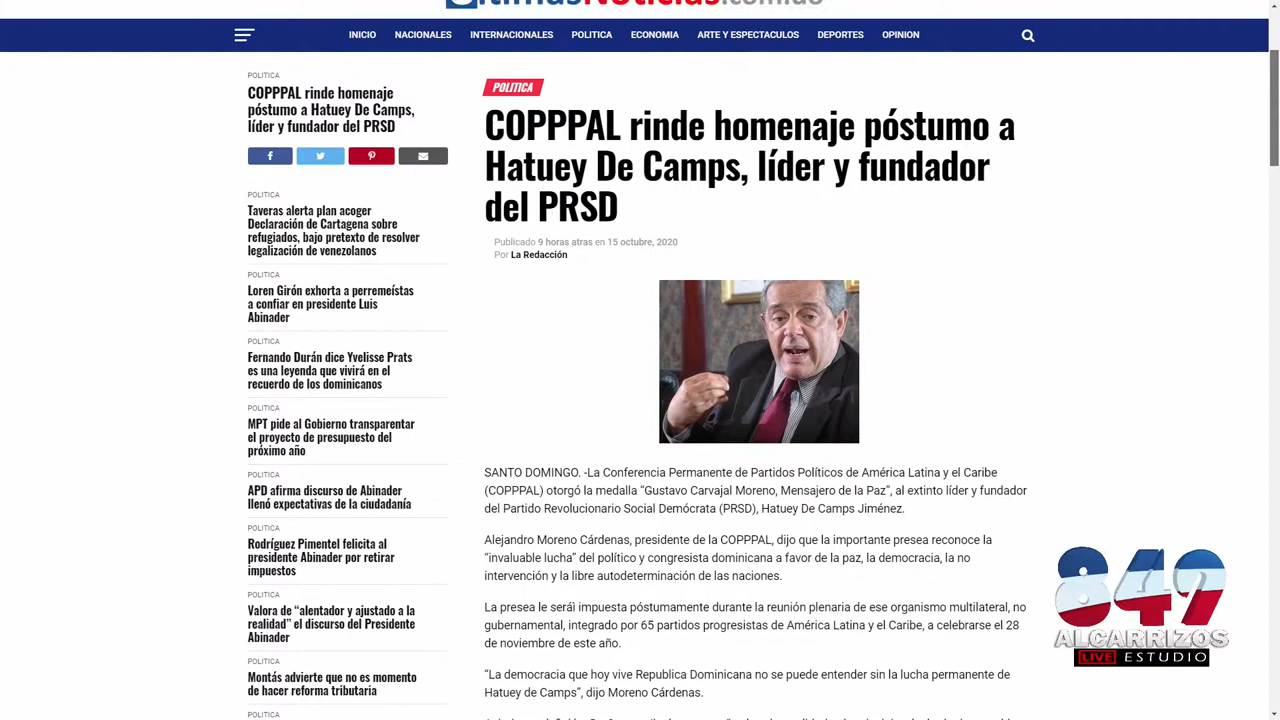 ÚltimasNoticias.com.do
INICIO
NACIONALES
INTERNACIONALES
POLITICA
ECONOMIA
ARTE Y ESPECTACULOS
DEPORTES
OPINION
POLITICA
COPPPAL rinde homenaje
póstumo a Hatuey De Camps,
líder y fundador del PRSD
POLITICA
Taveras alerta plan acoger
Declaración de Cartagena sobre
refugiados, bajo pretexto de resolver
legalización de venezolanos
POLITICA
Loren Girón exhorta a perremeístas
a confiar en presidente Luis
Abinader
POLITICA
Fernando Durán dice Yvelisse Prats
es una leyenda que vivirá en el
recuerdo de los dominicanos
POLITICA
MPT pide al Gobierno transparentar
el proyecto de presupuesto del
próximo año
POLITICA
APD afirma discurso de Abinader
llenó expectativas de la ciudadanía
POLITICA
Rodríguez Pimentel felicita al
presidente Abinader por retirar
impuestos
POLITICA
Valora de “alentador y ajustado a la
realidad” el discurso del Presidente
Abinader
POLITICA
Montás advierte que no es momento
de hacer reforma tributaria
POLITICA
POLITICA
COPPPAL rinde homenaje póstumo a
Hatuey De Camps, líder y fundador
del PRSD
Publicado 9 horas atras en 15 octubre, 2020
Por La Redacción
SANTO DOMINGO. -La Conferencia Permanente de Partidos Políticos de América Latina y el Caribe
(COPPPAL) otorgó la medalla “Gustavo Carvajal Moreno, Mensajero de la Paz”, al extinto líder y fundador
del Partido Revolucionario Social Demócrata (PRSD), Hatuey De Camps Jiménez.
Alejandro Moreno Cárdenas, presidente de la COPPPAL, dijo que la importante presea reconoce la
“invaluable lucha” del político y congresista dominicana a favor de la paz, la democracia, la no
intervención y la libre autodeterminación de las naciones.
La presea le será impuesta póstumamente durante la reunión plenaria de ese organismo multilateral, no
gubernamental, integrado por 65 partidos progresistas de América Latina y el Caribe, a celebrarse el 28
de noviembre de este año.
“La democracia que hoy vive Republica Dominicana no se puede entender sin la lucha permanente de
Hatuey de Camps”, dijo Moreno Cárdenas.
849
ALCARRIZOS
LIVE ESTUDIO